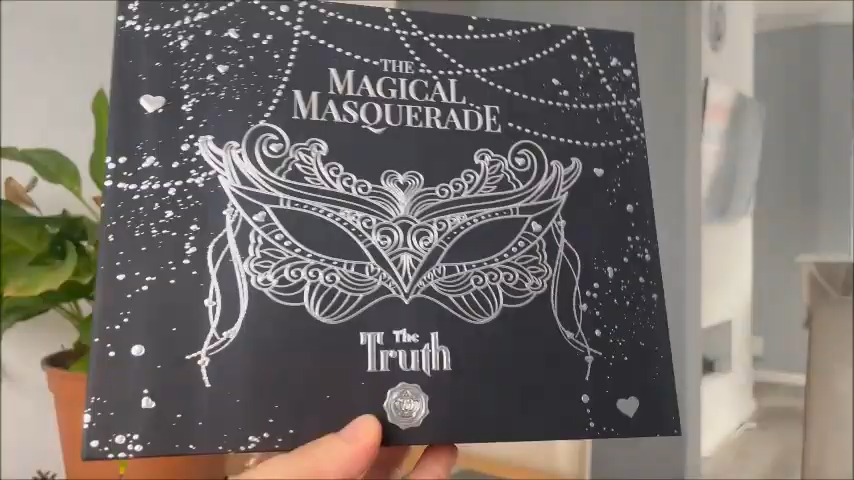 THE
MAGICAL
MASQUERADE
The
Truth